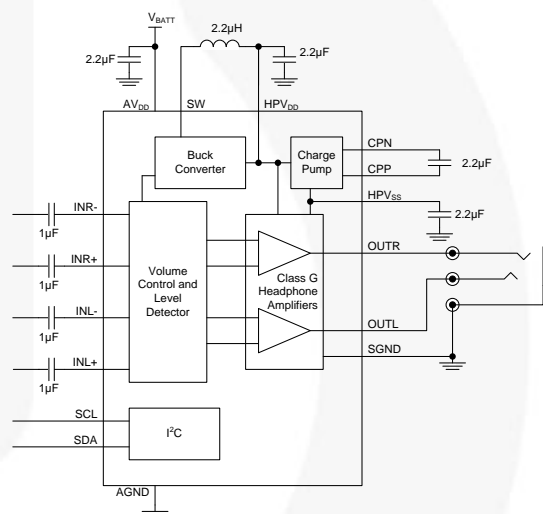 VBATT
2.2µH
2.2µF
2.2µF
AVDD
SW
HPVDD
Buck
Converter
Charge
Pump
CPN
CPP
2.2µF
HPVSS
2.2µF
INR-
1µF
INR+
1µF
INL-
1µF
INL+
1µF
Volume
Control and
Level
Detector
Class G
Headphone
Amplifiers
OUTR
OUTL
SGND
SCL
SDA
I²C
AGND